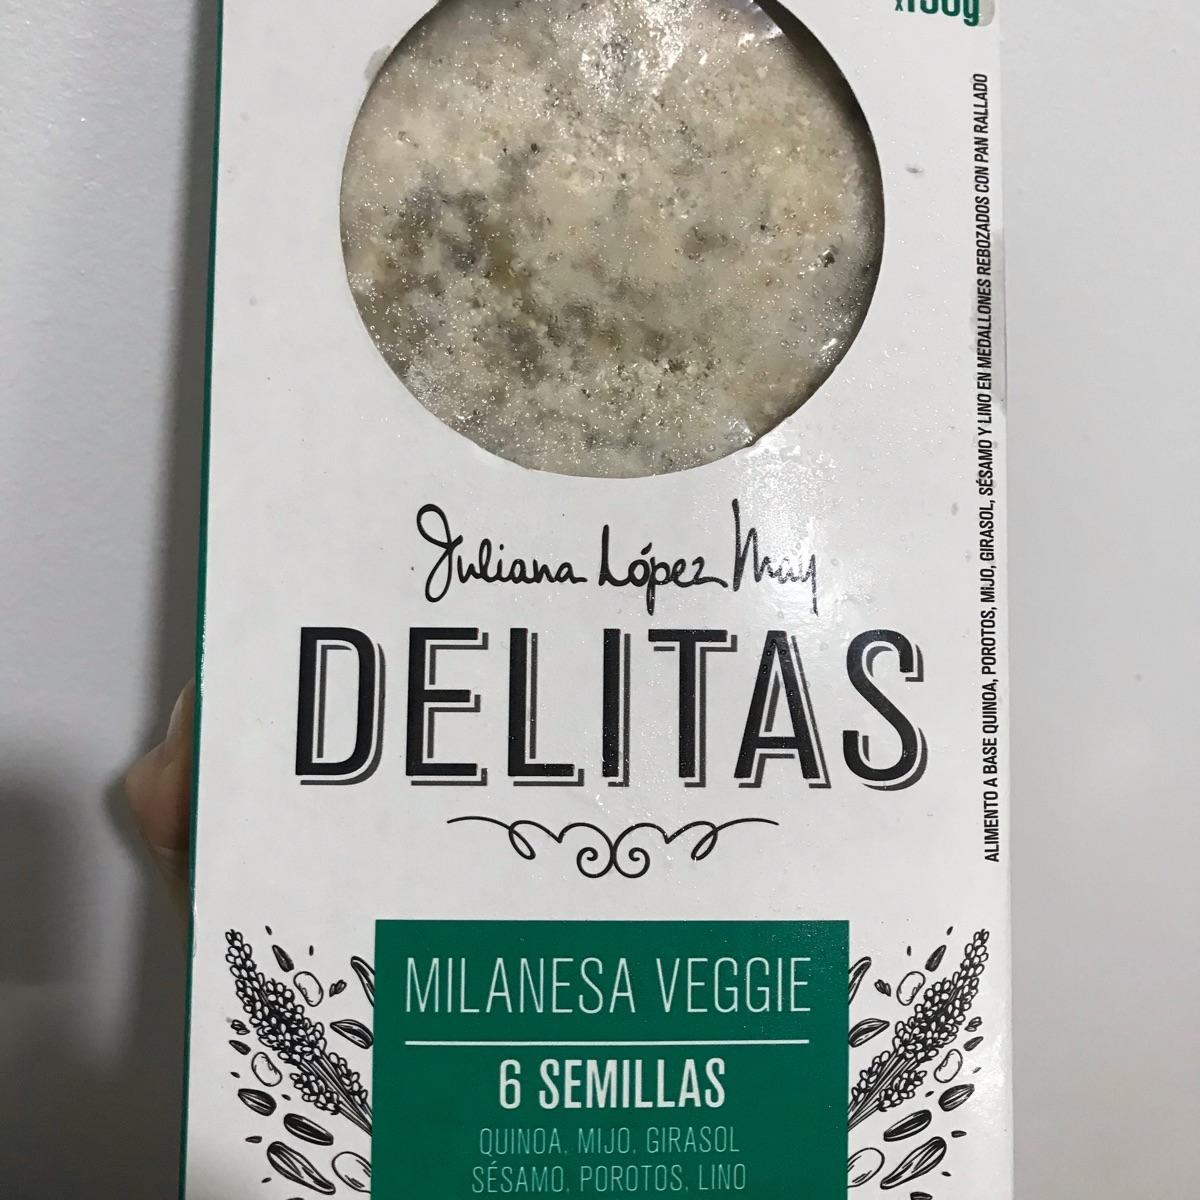 Juliana López May
DELITAS
MILANESA VEGGIE
6 SEMILLAS
QUINOA, MIJO, GIRASOL
SÉSAMO, POROTOS, LINO
ALIMENTO A BASE QUINOA, POROTOS, MIJO, GIRASOL, SÉSAMO Y LINO EN MEDALLONES REBOZADOS CON PAN RALLADO